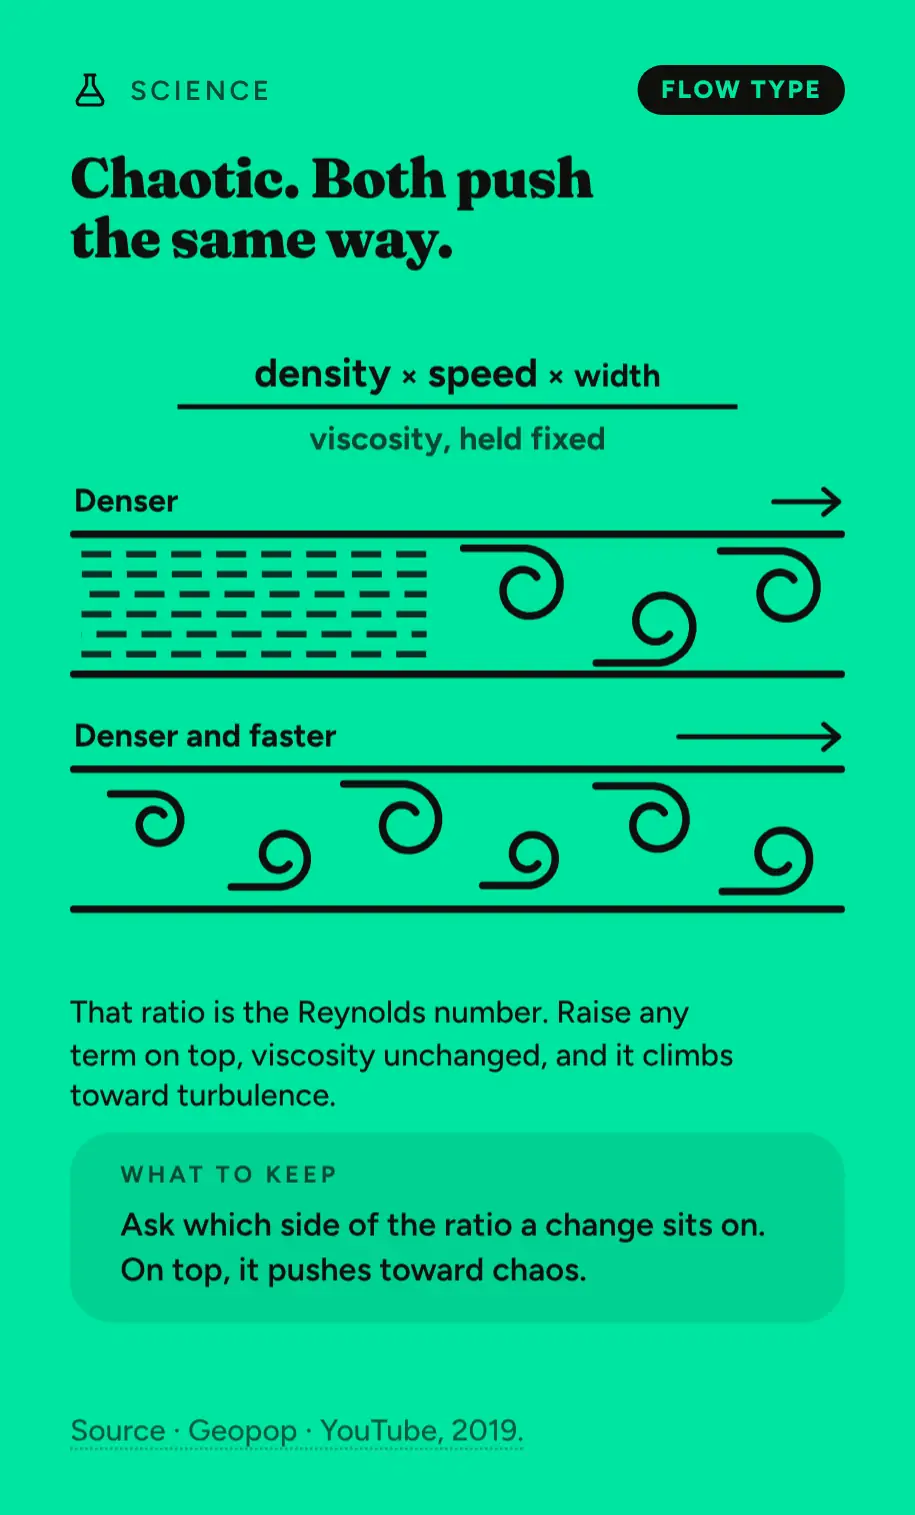 SCIENCE
FLOW TYPE
Chaotic. Both push
the same way.
density × speed × width
viscosity, held fixed
Denser
Denser and faster
That ratio is the Reynolds number. Raise any
term on top, viscosity unchanged, and it climbs
toward turbulence.
WHAT TO KEEP
Ask which side of the ratio a change sits on.
On top, it pushes toward chaos.
Source · Geopop · YouTube, 2019.